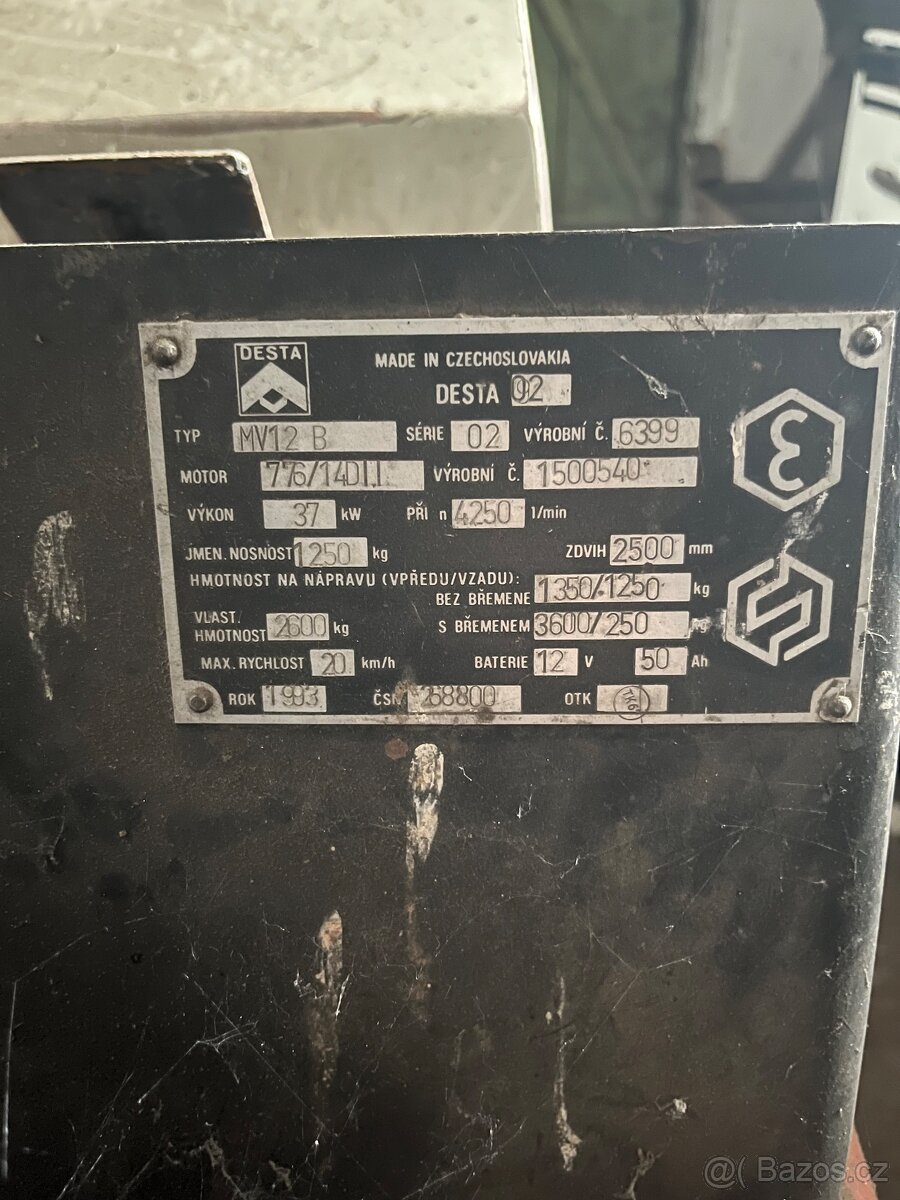 DESTA
MADE IN CZECHOSLOVAKIA
DESTA 02
TYP MV12 B SÉRIE 02 VÝROBNÍ Č. 6399
MOTOR 776/14DII VÝROBNÍ Č. 1500540
VÝKON 37 kW PŘI n 4250 1/min
JMEN. NOSNOST 1250 kg ZDVIH 2500 mm
HMOTNOST NA NÁPRAVU (VPŘEDU/VZADU):
BEZ BŘEMENE 1350/1250 kg
VLAST. HMOTNOST 2600 kg S BŘEMENEM 3600/250 kg
MAX. RYCHLOST 20 km/h BATERIE 12 V 50 Ah
ROK 1993 ČSN 268800 OTK
@( Bazos.cz